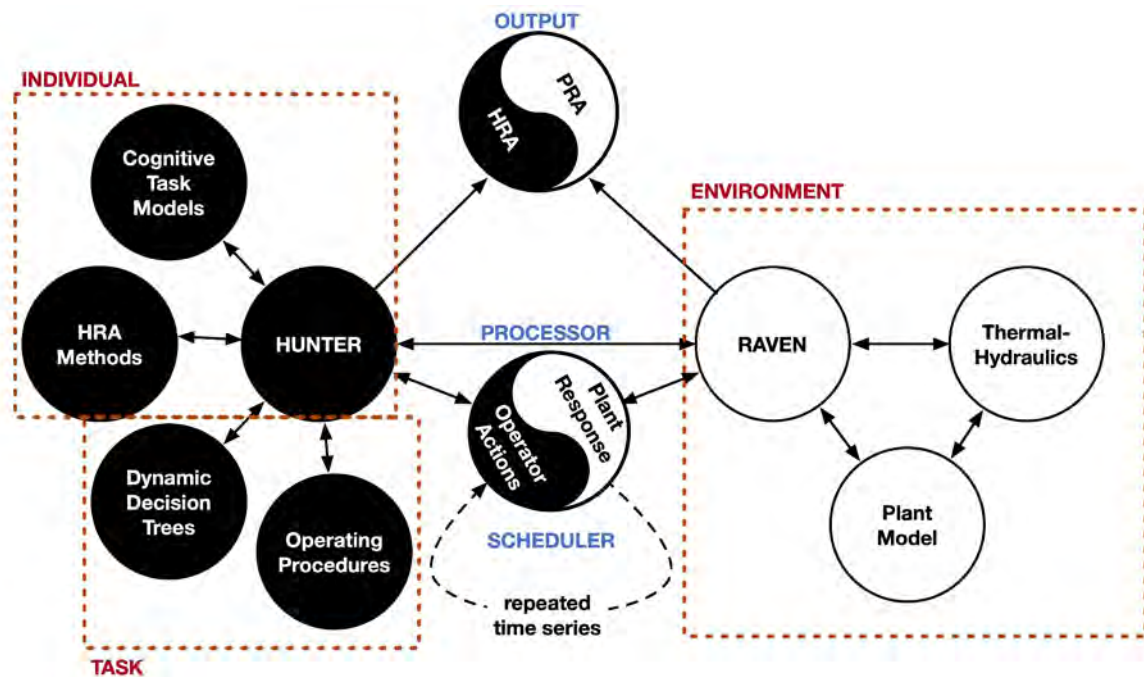 OUTPUT
INDIVIDUAL
PRA
HRA
Cognitive
Task
Models
ENVIRONMENT
HRA
Methods
HUNTER
PROCESSOR
RAVEN
Thermal-
Hydraulics
Plant
Response
Operator
Actions
Dynamic
Decision
Trees
Operating
Procedures
SCHEDULER
Plant
Model
repeated
time series
TASK